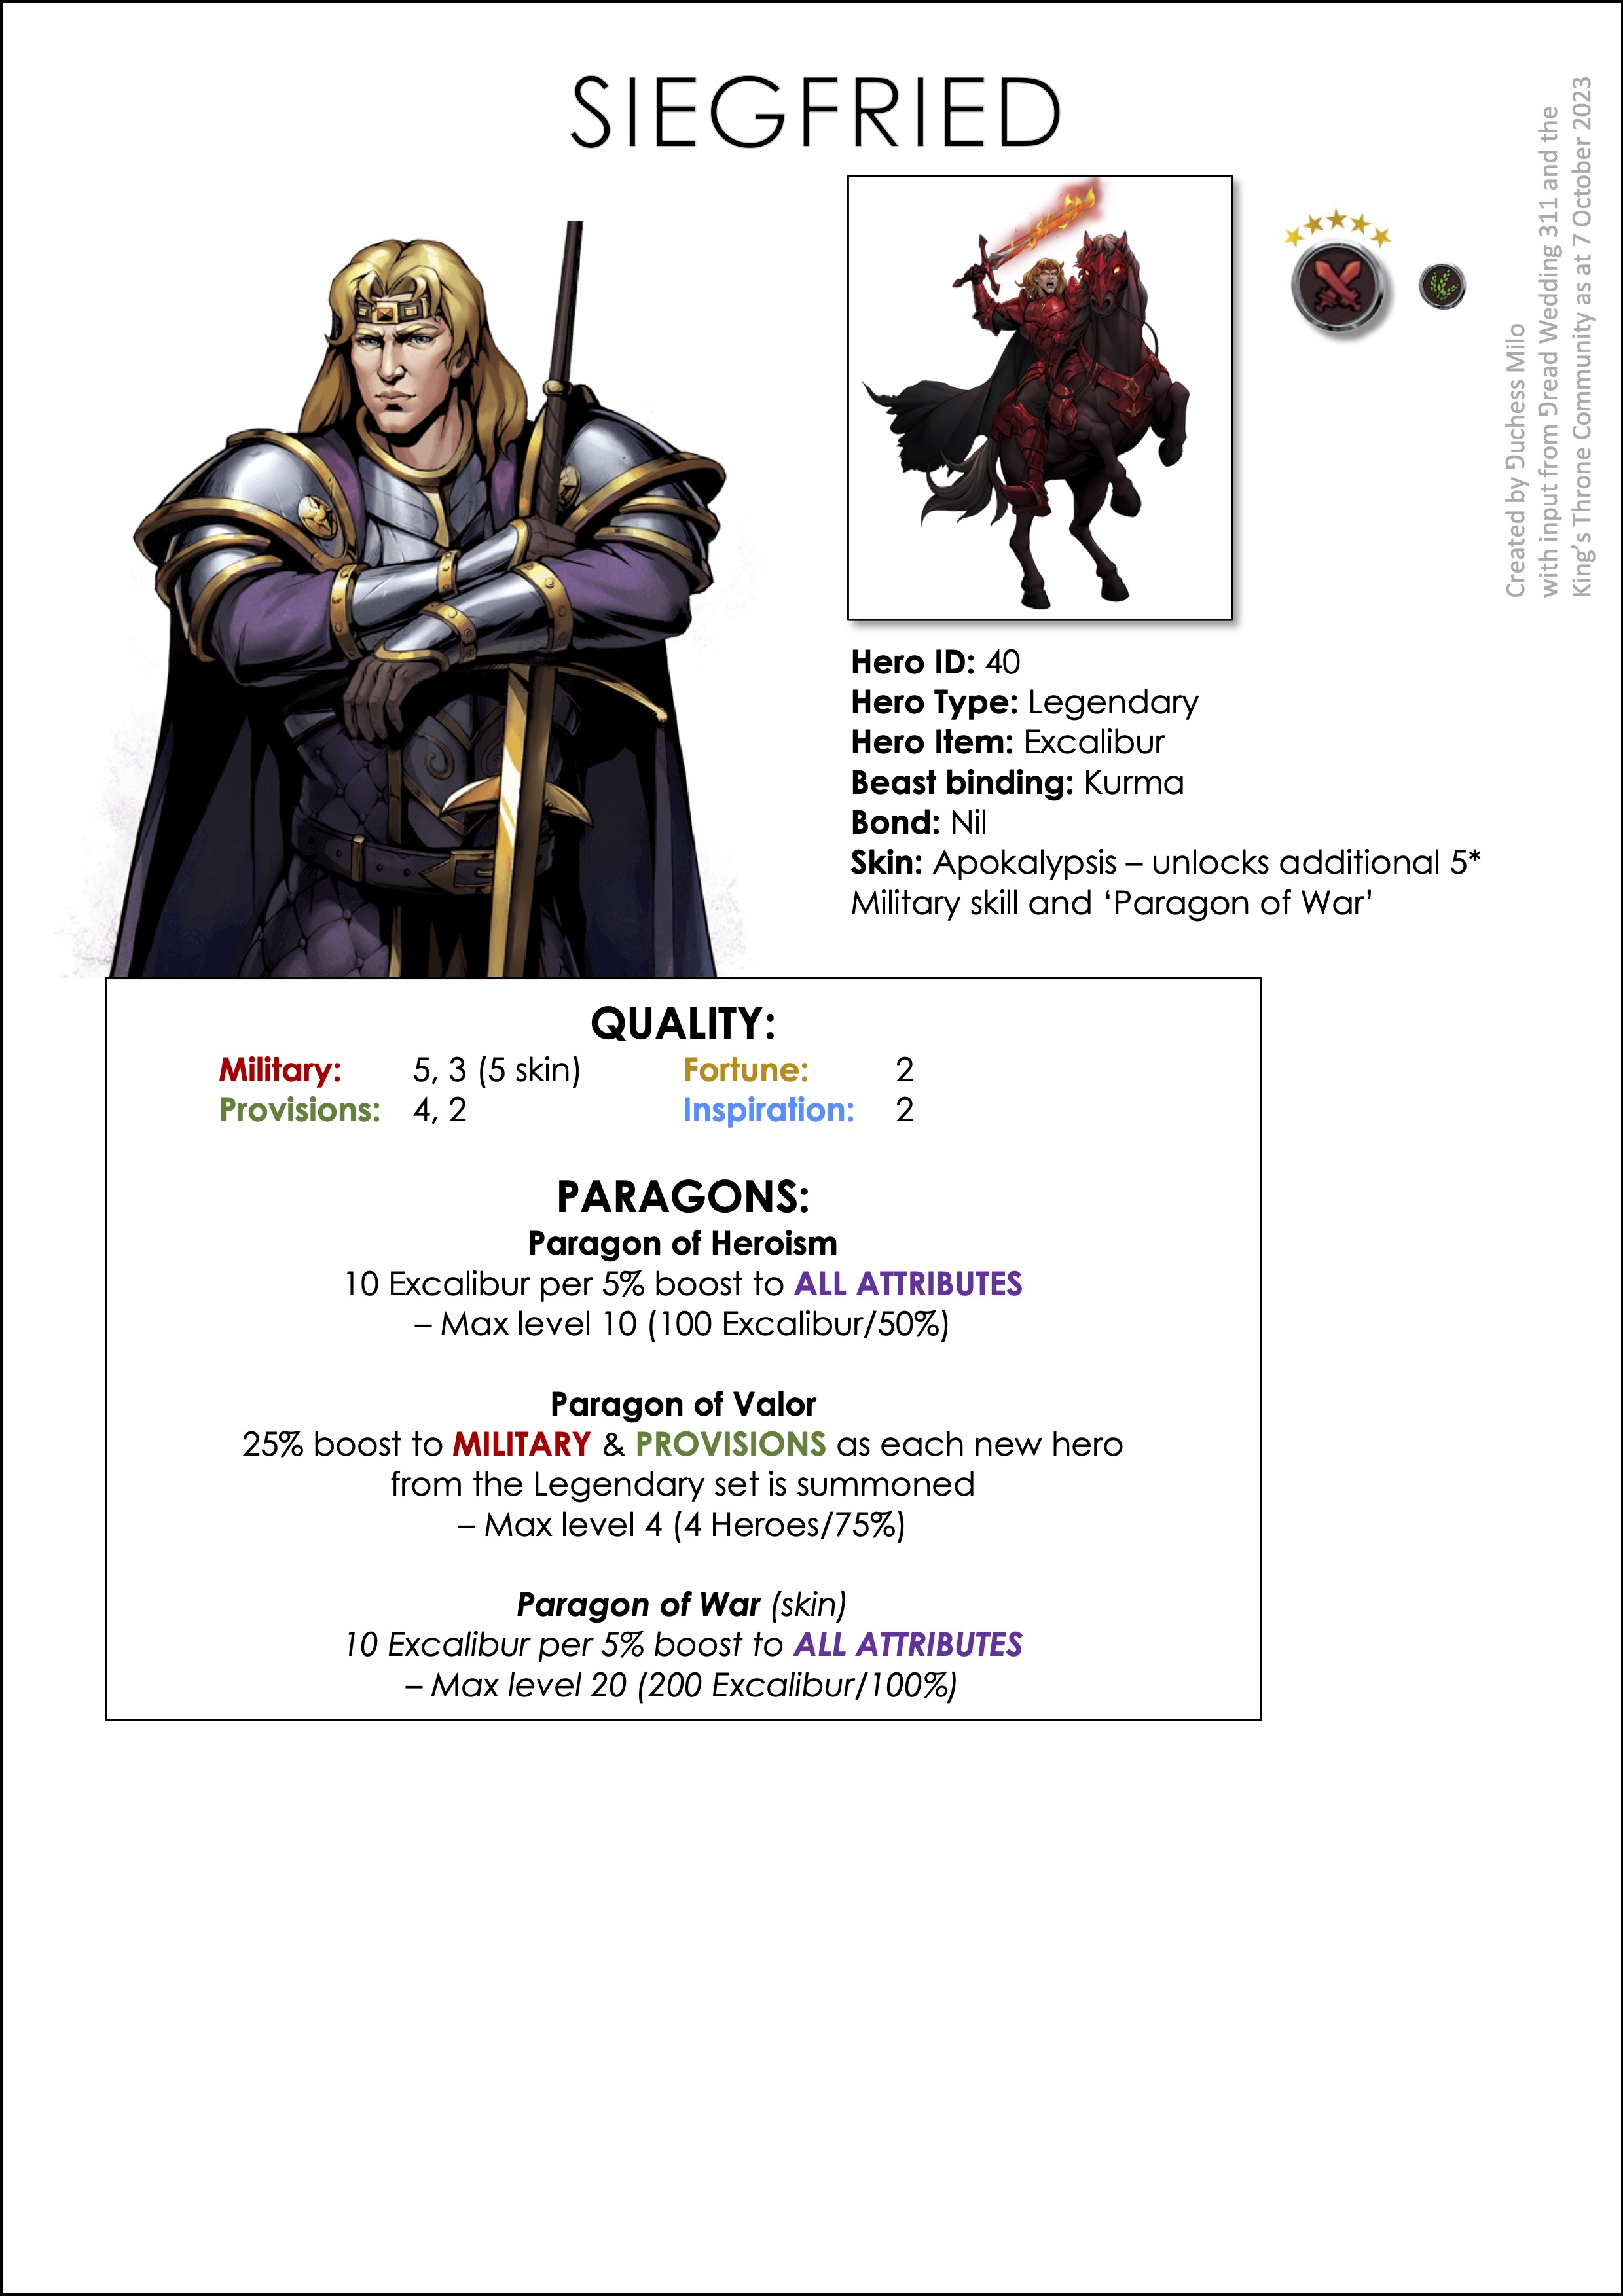 SIEGFRIED
Created by Duchess Milo
with input from Dread Wedding 311 and the
King's Throne Community as at 7 October 2023
Hero ID: 40
Hero Type: Legendary
Hero Item: Excalibur
Beast binding: Kurma
Bond: Nil
Skin: Apokalypsis – unlocks additional 5*
Military skill and ‘Paragon of War’
QUALITY:
Military: 5, 3 (5 skin) Fortune: 2
Provisions: 4, 2 Inspiration: 2
PARAGONS:
Paragon of Heroism
10 Excalibur per 5% boost to ALL ATTRIBUTES
– Max level 10 (100 Excalibur/50%)
Paragon of Valor
25% boost to MILITARY & PROVISIONS as each new hero
from the Legendary set is summoned
– Max level 4 (4 Heroes/75%)
Paragon of War (skin)
10 Excalibur per 5% boost to ALL ATTRIBUTES
– Max level 20 (200 Excalibur/100%)